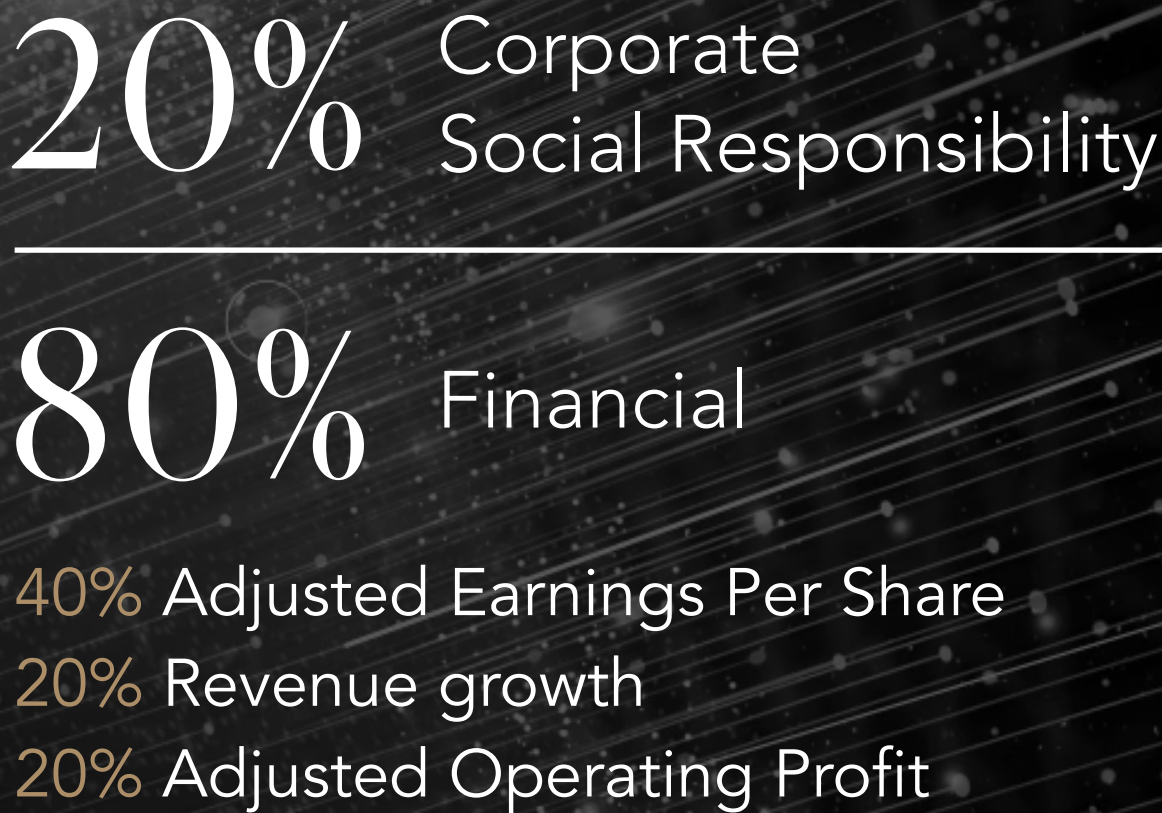 20% Corporate
Social Responsibility
80% Financial
40% Adjusted Earnings Per Share
20% Revenue growth
20% Adjusted Operating Profit